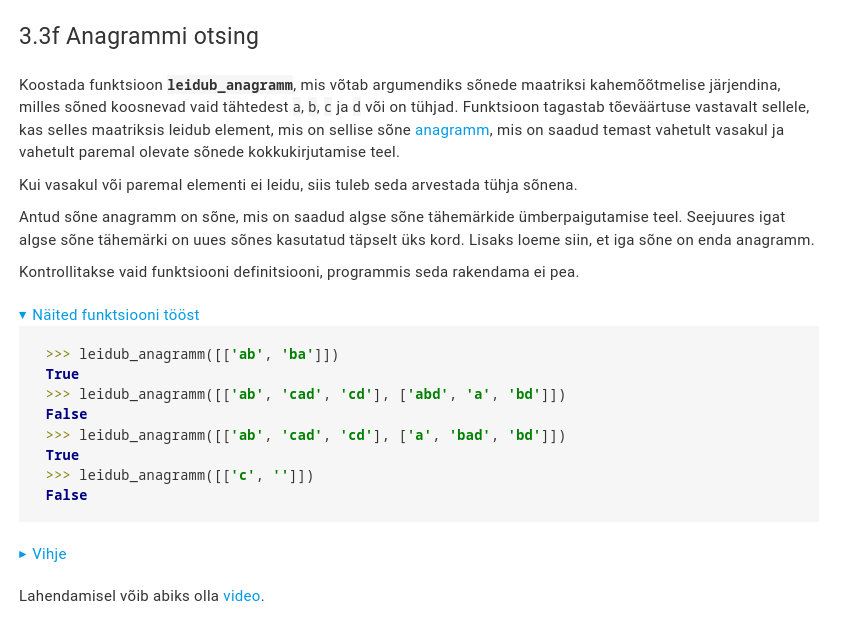 3.3f Anagrammi otsing
Koostada funktsioon leidub_anagramm, mis võtab argumendiks sõnede maatriksi kahemõõtmelise järjendina,
milles sõned koosnevad vaid tähtedest a, b, c ja d või on tühjad. Funktsioon tagastab tõeväärtuse vastavalt sellele,
kas selles maatriksis leidub element, mis on sellise sõne anagramm, mis on saadud temast vahetult vasakul ja
vahetult paremal olevate sõnede kokkukirjutamise teel.
Kui vasakul või paremal elementi ei leidu, siis tuleb seda arvestada tühja sõnena.
Antud sõne anagramm on sõne, mis on saadud algse sõne tähemärkide ümberpaigutamise teel. Seejuures igat
algse sõne tähemärki on uues sõnes kasutatud täpselt üks kord. Lisaks loeme siin, et iga sõne on enda anagramm.
Kontrollitakse vaid funktsiooni definitsiooni, programmis seda rakendama ei pea.
▾ Näited funktsiooni tööst
>>> leidub_anagramm([['ab', 'ba']])
True
>>> leidub_anagramm([['ab', 'cad', 'cd'], ['abd', 'a', 'bd']])
False
>>> leidub_anagramm([['ab', 'cad', 'cd'], ['a', 'bad', 'bd']])
True
>>> leidub_anagramm([['c', '']])
False
▸ Vihje
Lahendamisel võib abiks olla video.